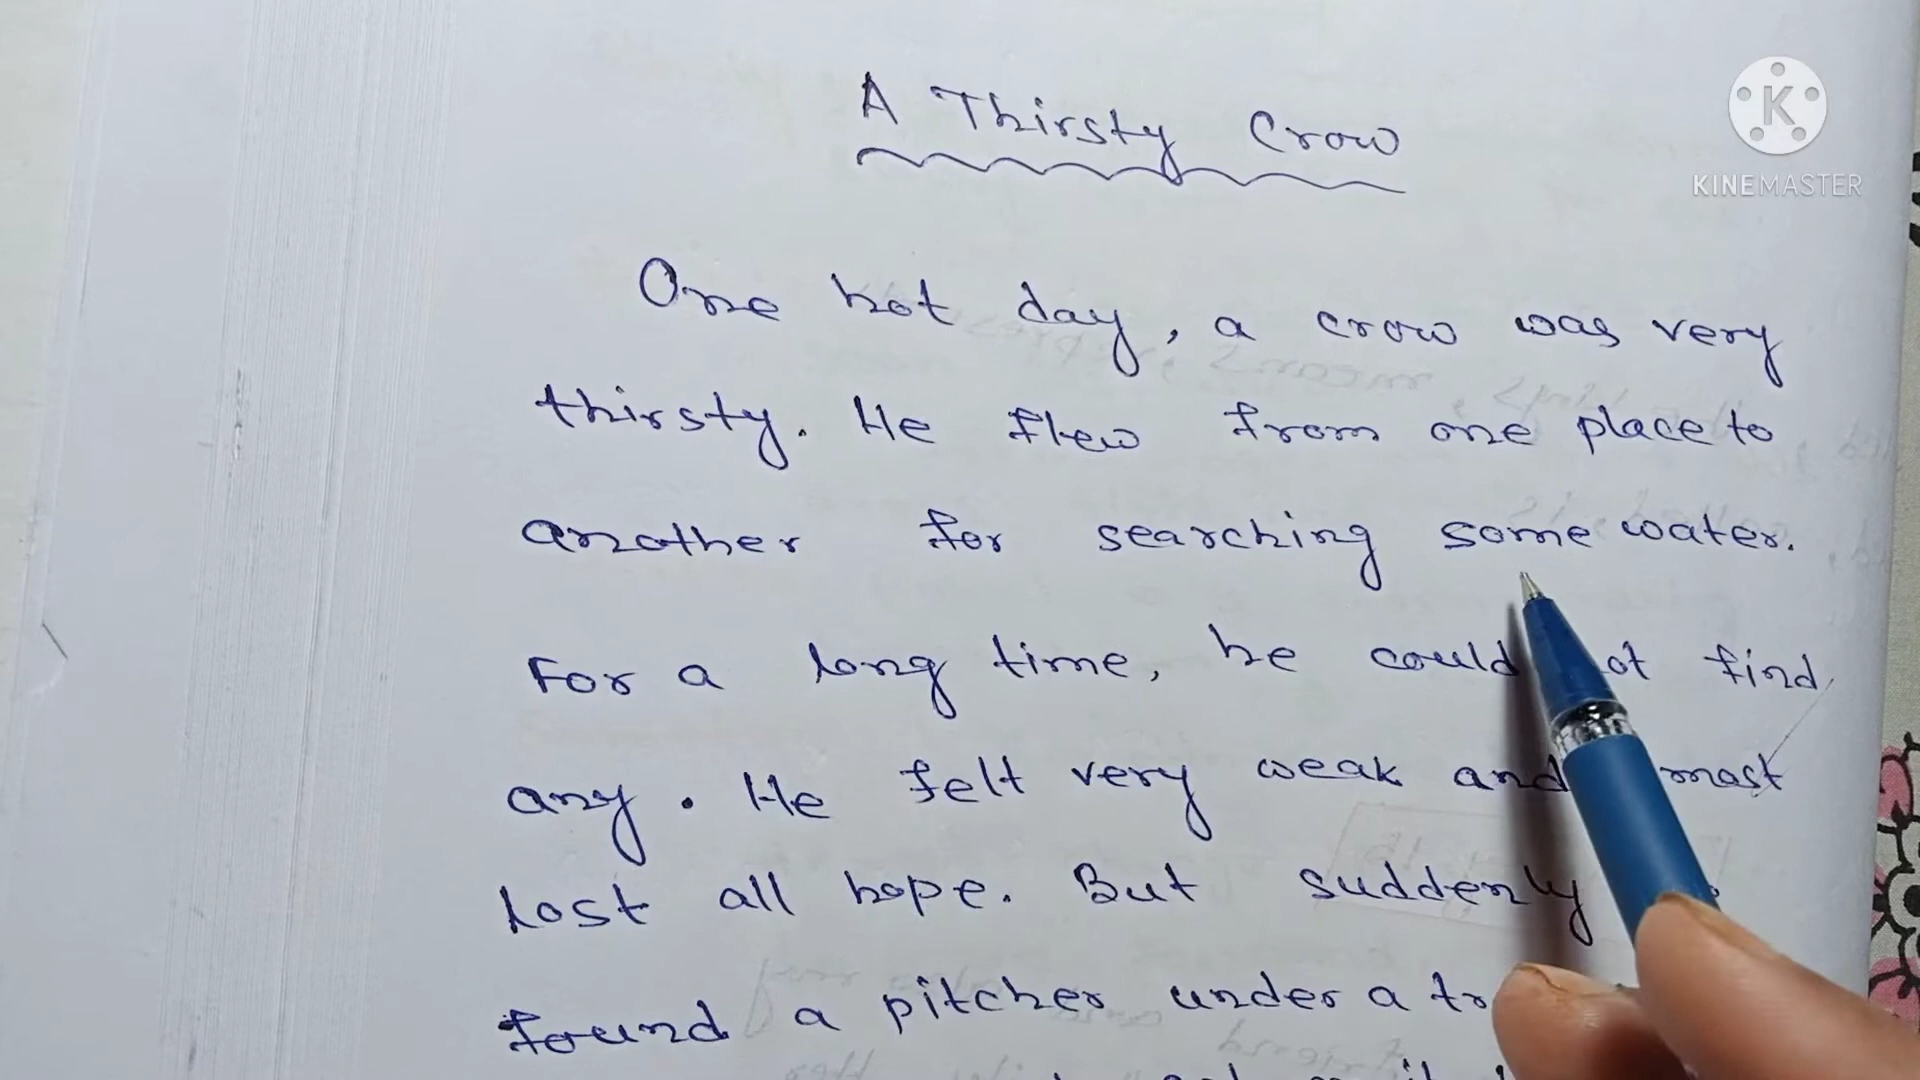 KINEMASTER
A Thirsty Crow
One hot day, a crow was very
thirsty. He flew from one place to
another for searching some water.
For a long time, he could find
any. He felt very weak and
lost all hope. But suddenly
found a pitcher under a